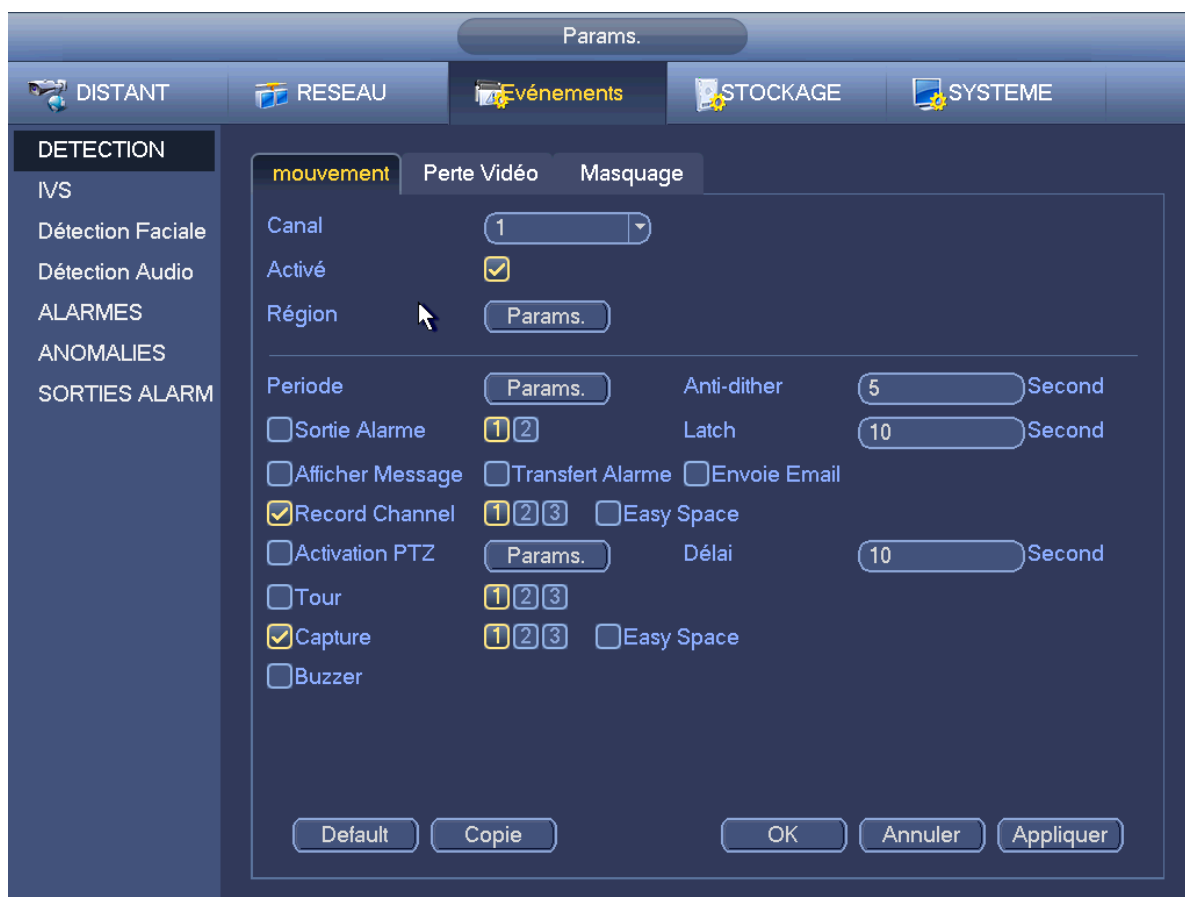 Params.
DISTANT RESEAU Evénements STOCKAGE SYSTEME
DETECTION
IVS
Détection Faciale
Détection Audio
ALARMES
ANOMALIES
SORTIES ALARM
mouvement Perte Vidéo Masquage
Canal 1
Activé
Région Params.
Periode Params. Anti-dither 5 Second
Sortie Alarme 1 2 Latch 10 Second
Afficher Message Transfert Alarme Envoie Email
Record Channel 1 2 3 Easy Space
Activation PTZ Params. Délai 10 Second
Tour 1 2 3
Capture 1 2 3 Easy Space
Buzzer
Default Copie OK Annuler Appliquer